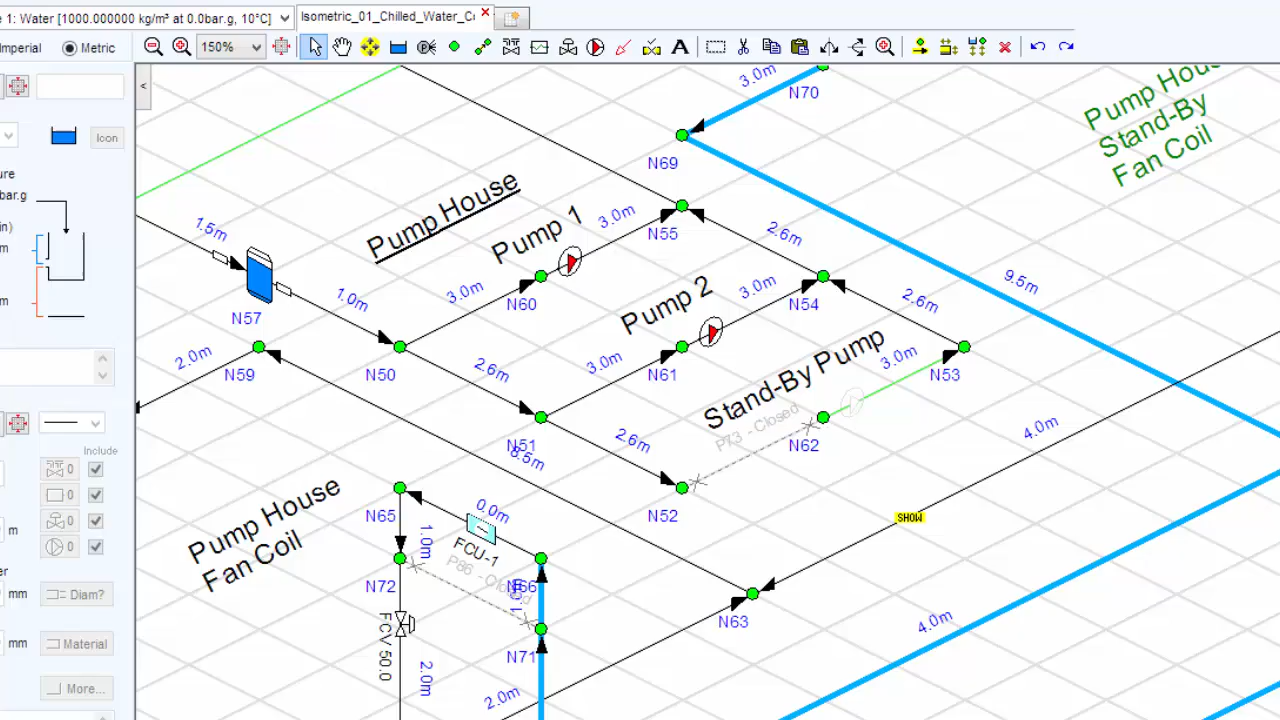 e 1: Water [1000.000000 kg/m³ at 0.0bar.g, 10°C]
Isometric_01_Chilled_Water_C
Imperial
Metric
150%
A
<
Icon
ure
bar.g
in)
m
m
Include
0
0
0
0
m
er
mm
Diam?
mm
Material
More...
3.0m
N70
Pump Hou
Stand-By
Fan Coil
N69
Pump House
Pump 1
3.0m
N55
1.5m
2.6m
9.5m
3.0m
N60
Pump 2
3.0m
N54
2.6m
1.0m
N57
2.0m
N59
N50
2.6m
3.0m
N61
Stand-By Pump
3.0m
N53
P73 - Closed
N62
4.0m
N51
8.5m
2.6m
N52
SHOW
Pump House
Fan Coil
N65
0.0m
1.0m
FCU-1
P86 - Closed
N72
N66
1.0m
FCV 50.0
N63
4.0m
N71
2.0m
2.0m